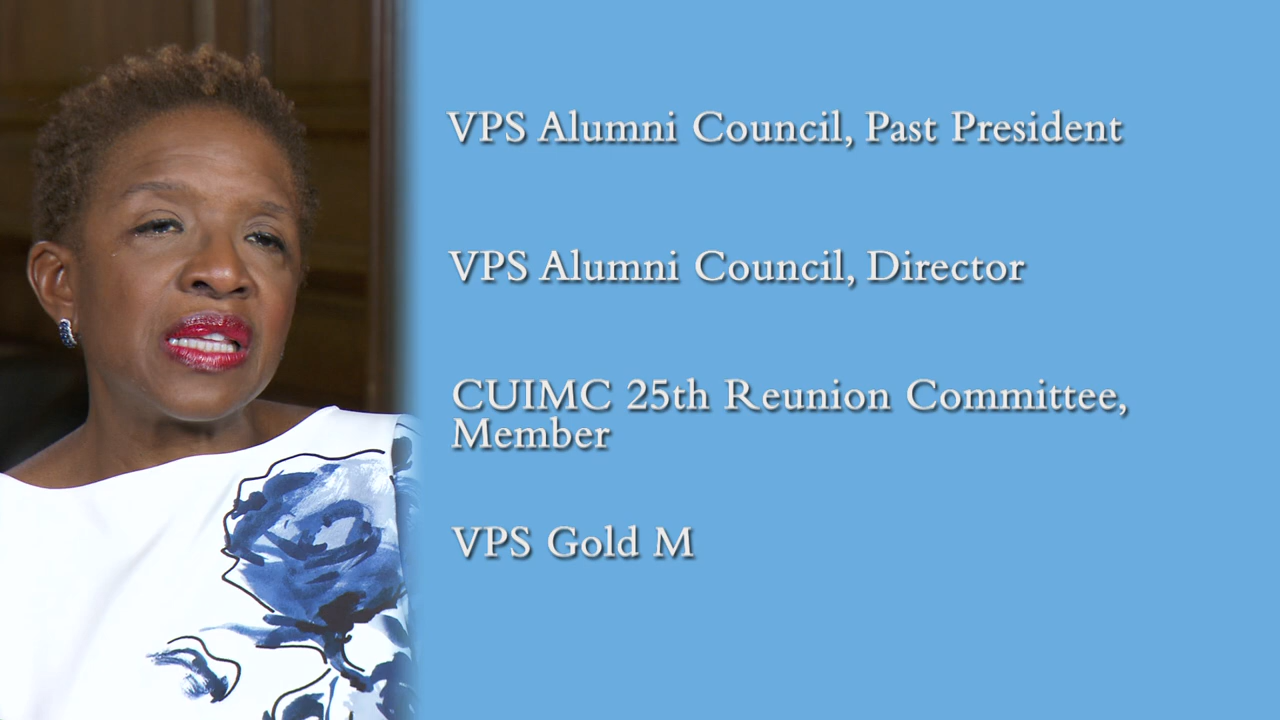 VPS Alumni Council, Past President
VPS Alumni Council, Director
CUIMC 25th Reunion Committee,
Member
VPS Gold M